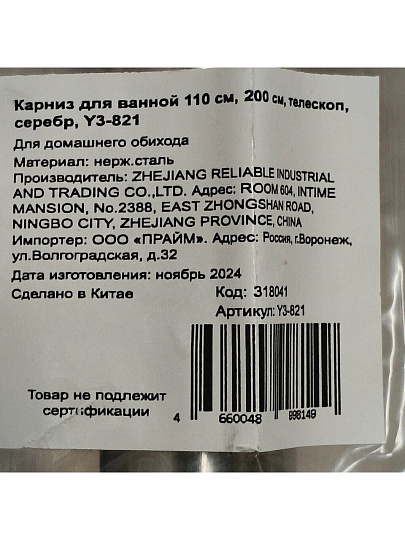 Карниз для ванной 110 см, 200 см, телескоп,
серебр, Y3-821
Для домашнего обихода
Материал: нерж.сталь
Производитель: ZHEJIANG RELIABLE INDUSTRIAL
AND TRADING CO.,LTD. Адрес: ROOM 604, INTIME
MANSION, No.2388, EAST ZHONGSHAN ROAD,
NINGBO CITY, ZHEJIANG PROVINCE, CHINA
Импортер: ООО «ПРАЙМ». Адрес: Россия, г.Воронеж,
ул.Волгоградская, д.32
Дата изготовления: ноябрь 2024
Сделано в Китае
Код: 318041
Артикул: Y3-821
Товар не подлежит
сертификации
4 660048 898149